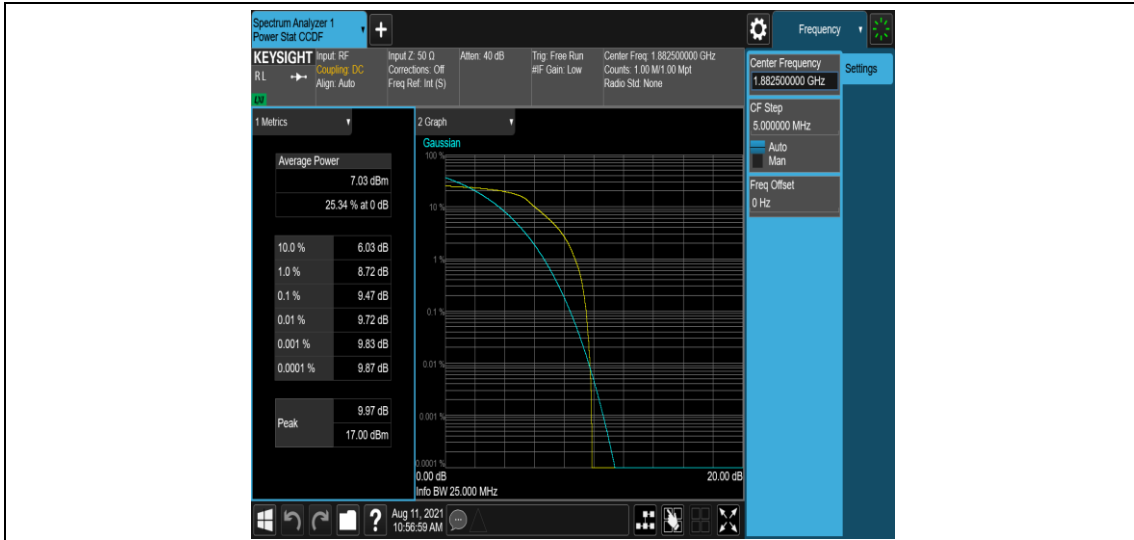 Spectrum Analyzer 1
Power Stat CCDF
+
Frequency
KEYSIGHT
RL
LXI
Input: RF
Coupling: DC
Align: Auto
Input Z: 50 Ω
Corrections: Off
Freq Ref: Int (S)
Atten: 40 dB
Trig: Free Run
#IF Gain: Low
Center Freq: 1.882500000 GHz
Counts: 1.00 M/1.00 Mpt
Radio Std: None
Center Frequency
1.882500000 GHz
Settings
CF Step
5.000000 MHz
Auto
Man
Freq Offset
0 Hz
1 Metrics
Average Power
7.03 dBm
25.34 % at 0 dB
10.0 % 6.03 dB
1.0 % 8.72 dB
0.1 % 9.47 dB
0.01 % 9.72 dB
0.001 % 9.83 dB
0.0001 % 9.87 dB
Peak
9.97 dB
17.00 dBm
2 Graph
Gaussian
100 %
10 %
1 %
0.1 %
0.01 %
0.001 %
0.0001 %
0.00 dB 20.00 dB
Info BW 25.000 MHz
?
Aug 11, 2021
10:56:59 AM